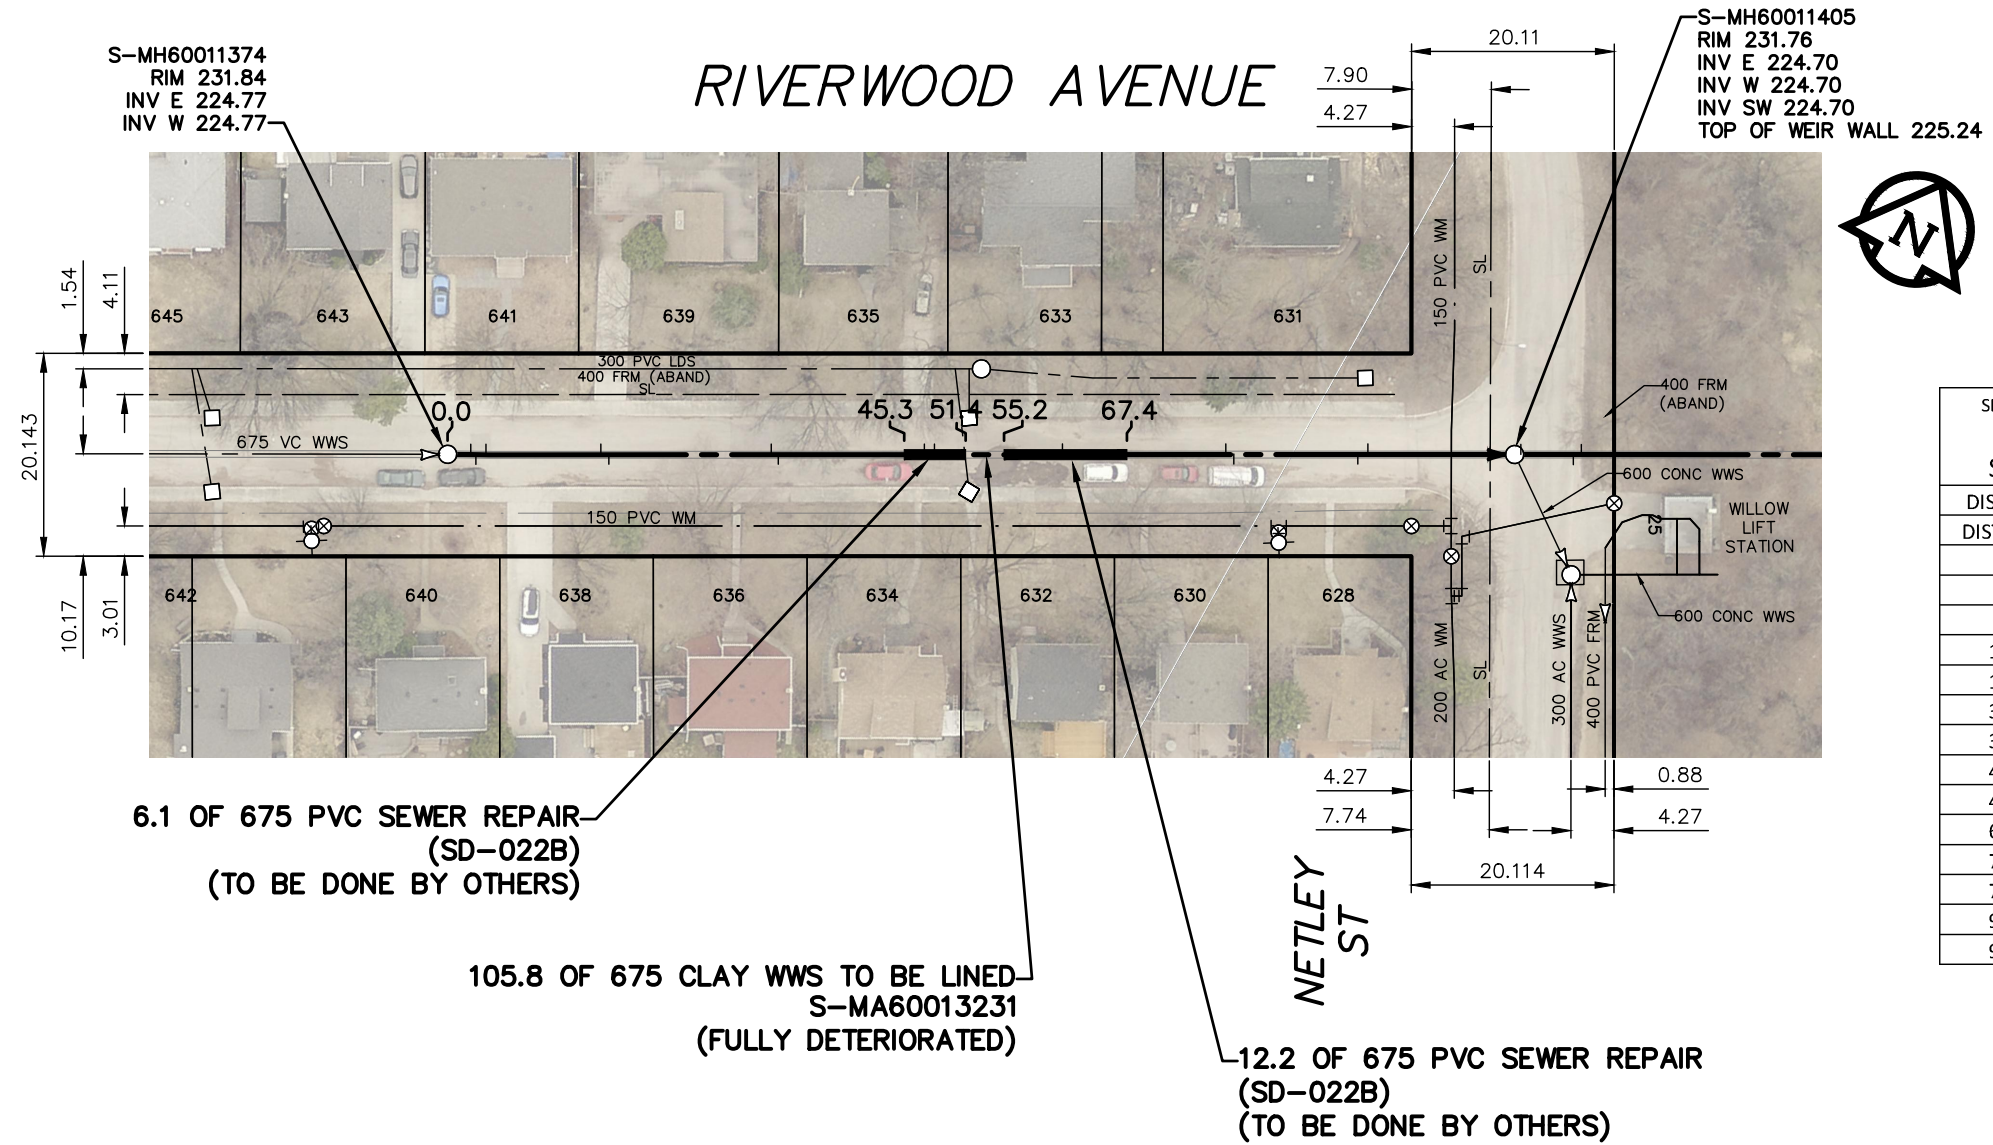 S-MH60011374
RIM 231.84
INV E 224.77
INV W 224.77
RIVERWOOD AVENUE
20.11
7.90
4.27
S-MH60011405
RIM 231.76
INV E 224.70
INV W 224.70
INV SW 224.70
TOP OF WEIR WALL 225.24
N
1.54
4.11
20.143
10.17
3.01
645
643
641
639
635
633
631
300 PVC LDS
400 FRM (ABAND)
SL
150 PVC WM
SL
400 FRM
(ABAND)
0.0
45.3
51.4
55.2
67.4
675 VC WWS
600 CONC WWS
150 PVC WM
WILLOW
LIFT
STATION
25
600 CONC WWS
642
640
638
636
634
632
630
628
200 AC WM
SL
300 AC WWS
400 PVC FRM
4.27
7.74
0.88
4.27
20.114
NETLEY
ST
6.1 OF 675 PVC SEWER REPAIR
(SD-022B)
(TO BE DONE BY OTHERS)
105.8 OF 675 CLAY WWS TO BE LINED
S-MA60013231
(FULLY DETERIORATED)
12.2 OF 675 PVC SEWER REPAIR
(SD-022B)
(TO BE DONE BY OTHERS)